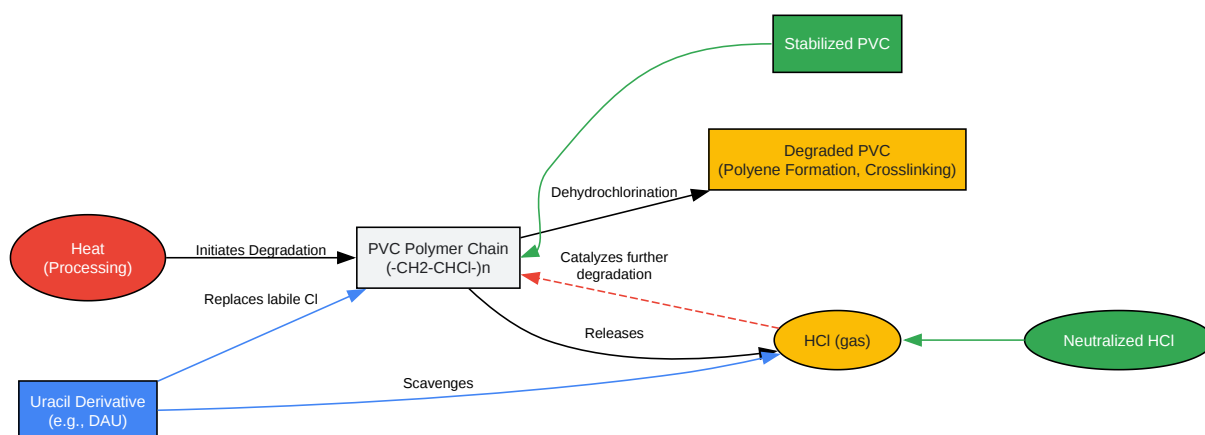 Stabilized PVC
Degraded PVC
(Polyene Formation, Crosslinking)
Dehydrochlorination
Heat
(Processing)
Initiates Degradation
PVC Polymer Chain
(-CH2-CHCl-)n
Catalyzes further
degradation
Replaces labile Cl
Releases
HCl (gas)
Neutralized HCl
Scavenges
Uracil Derivative
(e.g., DAU)